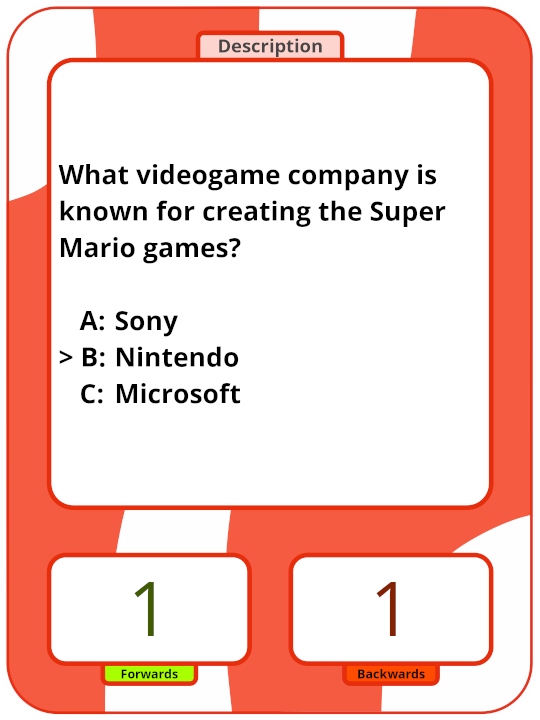 Description
What videogame company is
known for creating the Super
Mario games?
A: Sony
> B: Nintendo
C: Microsoft
1
1
Forwards
Backwards